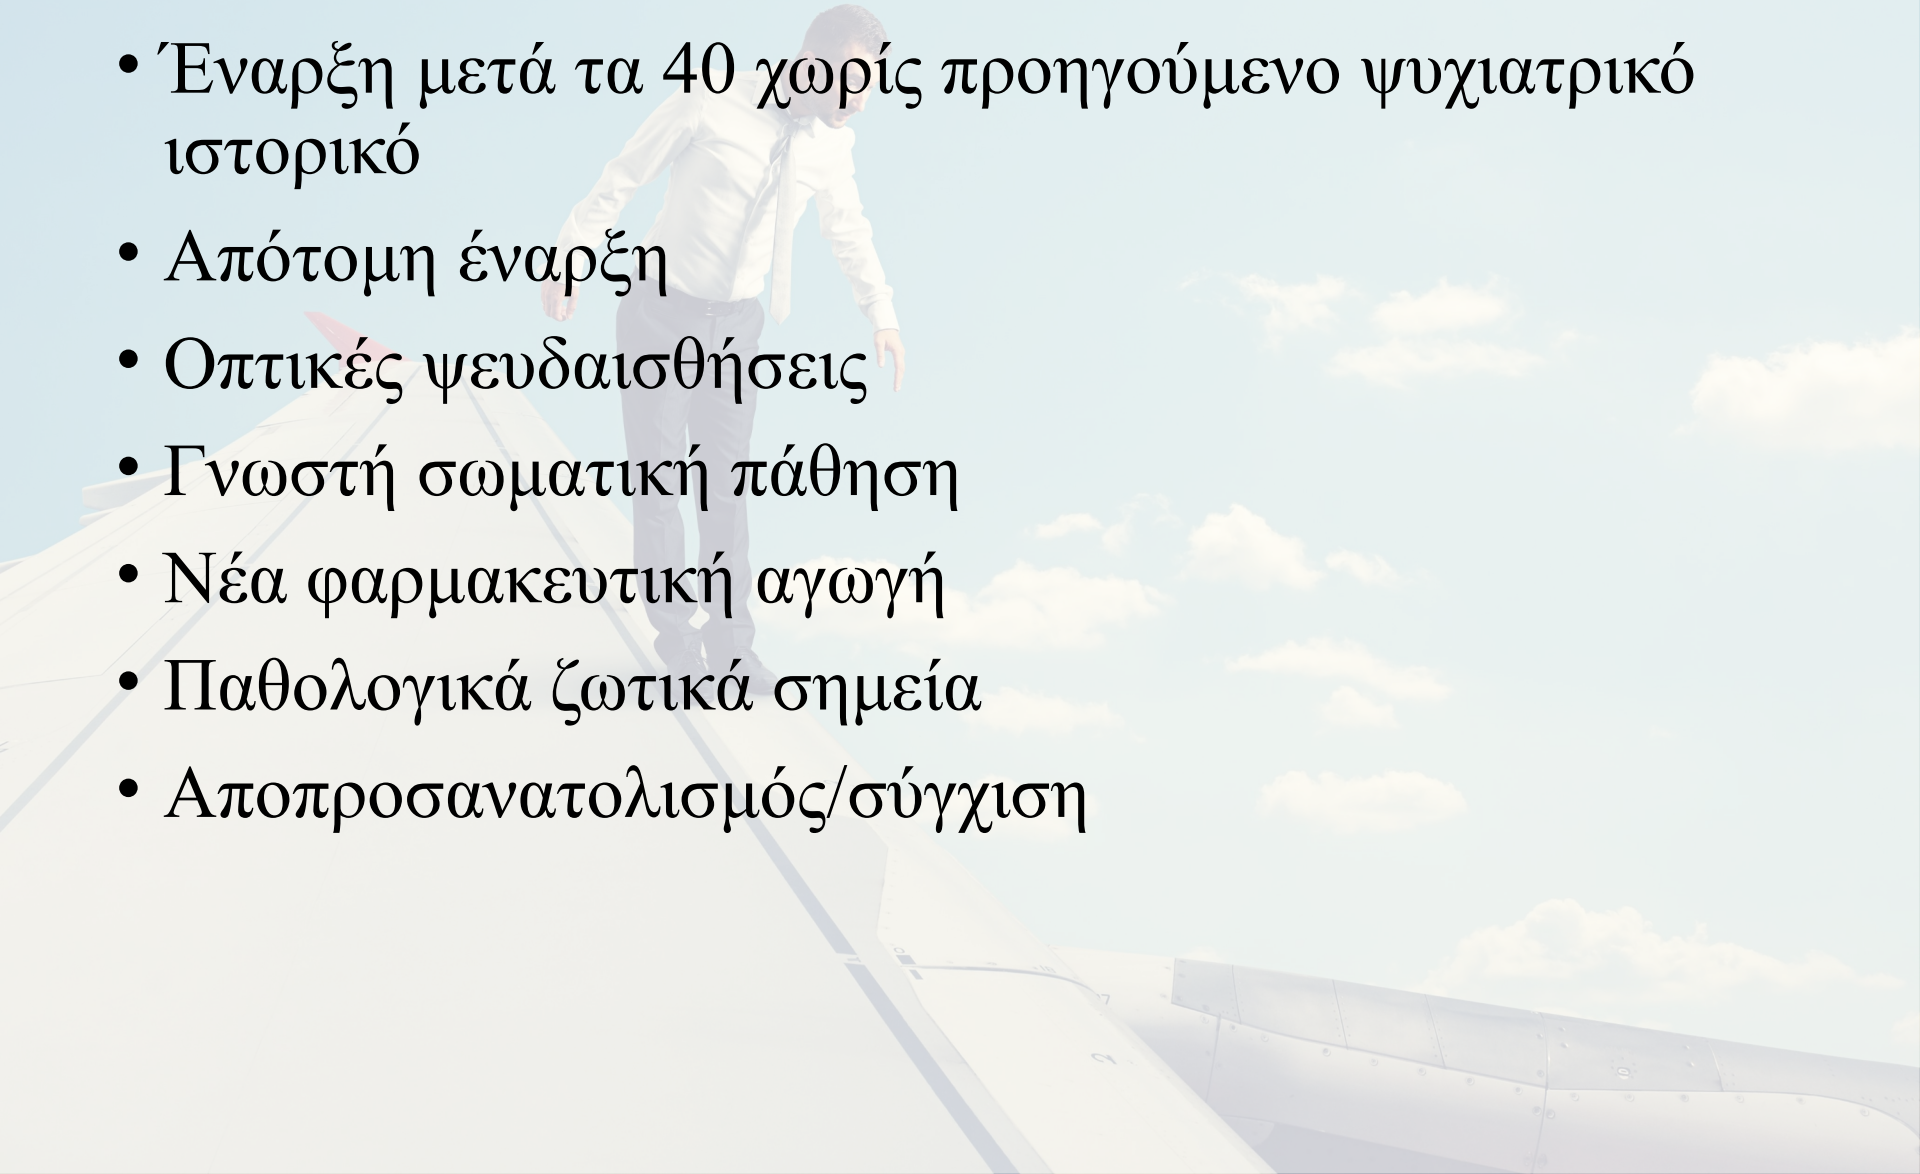 • Έναρξη μετά τα 40 χωρίς προηγούμενο ψυχιατρικό
ιστορικό
• Απότομη έναρξη
• Οπτικές ψευδαισθήσεις
• Γνωστή σωματική πάθηση
• Νέα φαρμακευτική αγωγή
• Παθολογικά ζωτικά σημεία
• Αποπροσανατολισμός/σύγχιση